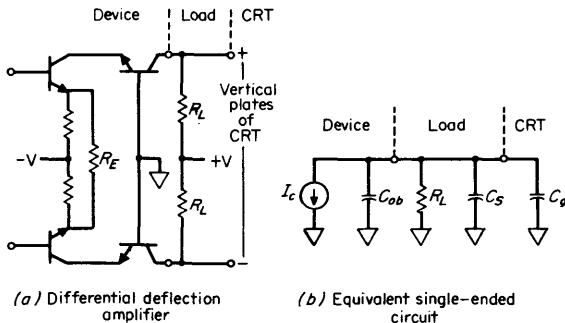 Device Load CRT
+
Vertical
plates
of
CRT
R_L
-V
R_E
+V
R_L
-
(a) Differential deflection
amplifier
Device Load CRT
I_c
C_ob
R_L
C_S
(b) Equivalent single-ended
circuit